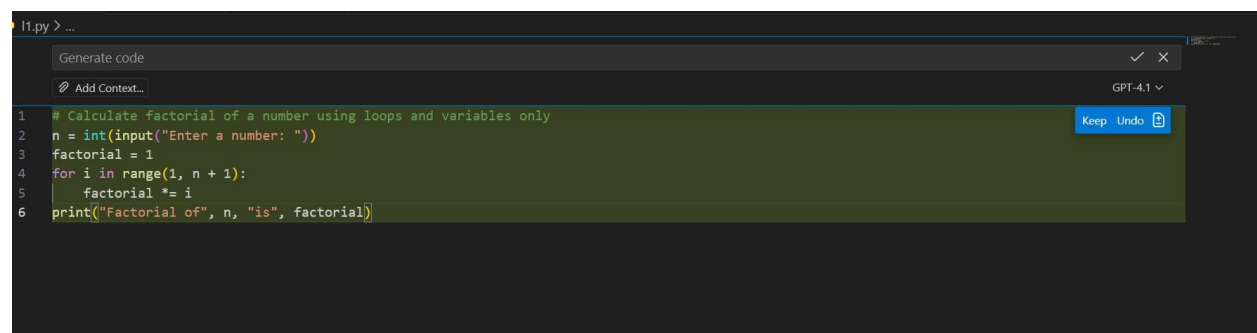 l1.py > ...
Generate code
Add Context...
GPT-4.1
Keep Undo
1 # Calculate factorial of a number using loops and variables only
2 n = int(input("Enter a number: "))
3 factorial = 1
4 for i in range(1, n + 1):
5     factorial *= i
6 print("Factorial of", n, "is", factorial)